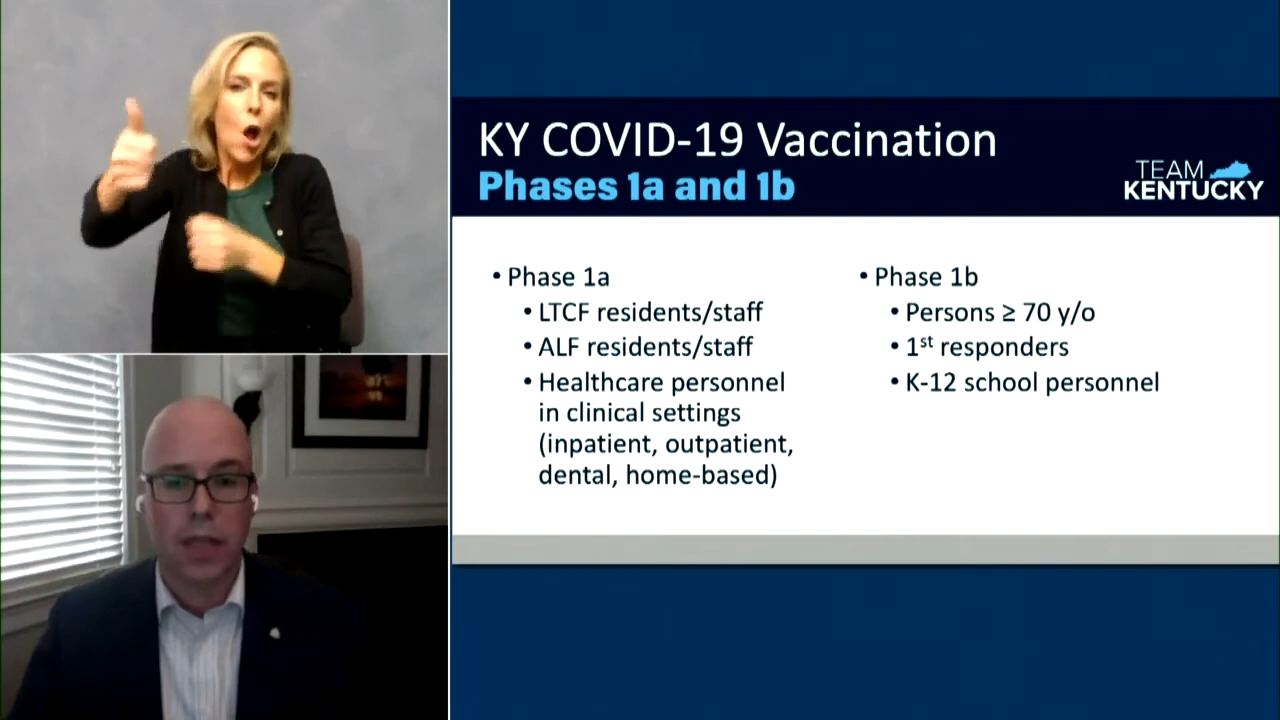 KY COVID-19 Vaccination
Phases 1a and 1b
TEAM
KENTUCKY
• Phase 1a
• LTCF residents/staff
• ALF residents/staff
• Healthcare personnel
in clinical settings
(inpatient, outpatient,
dental, home-based)
• Phase 1b
• Persons ≥ 70 y/o
• 1st responders
• K-12 school personnel